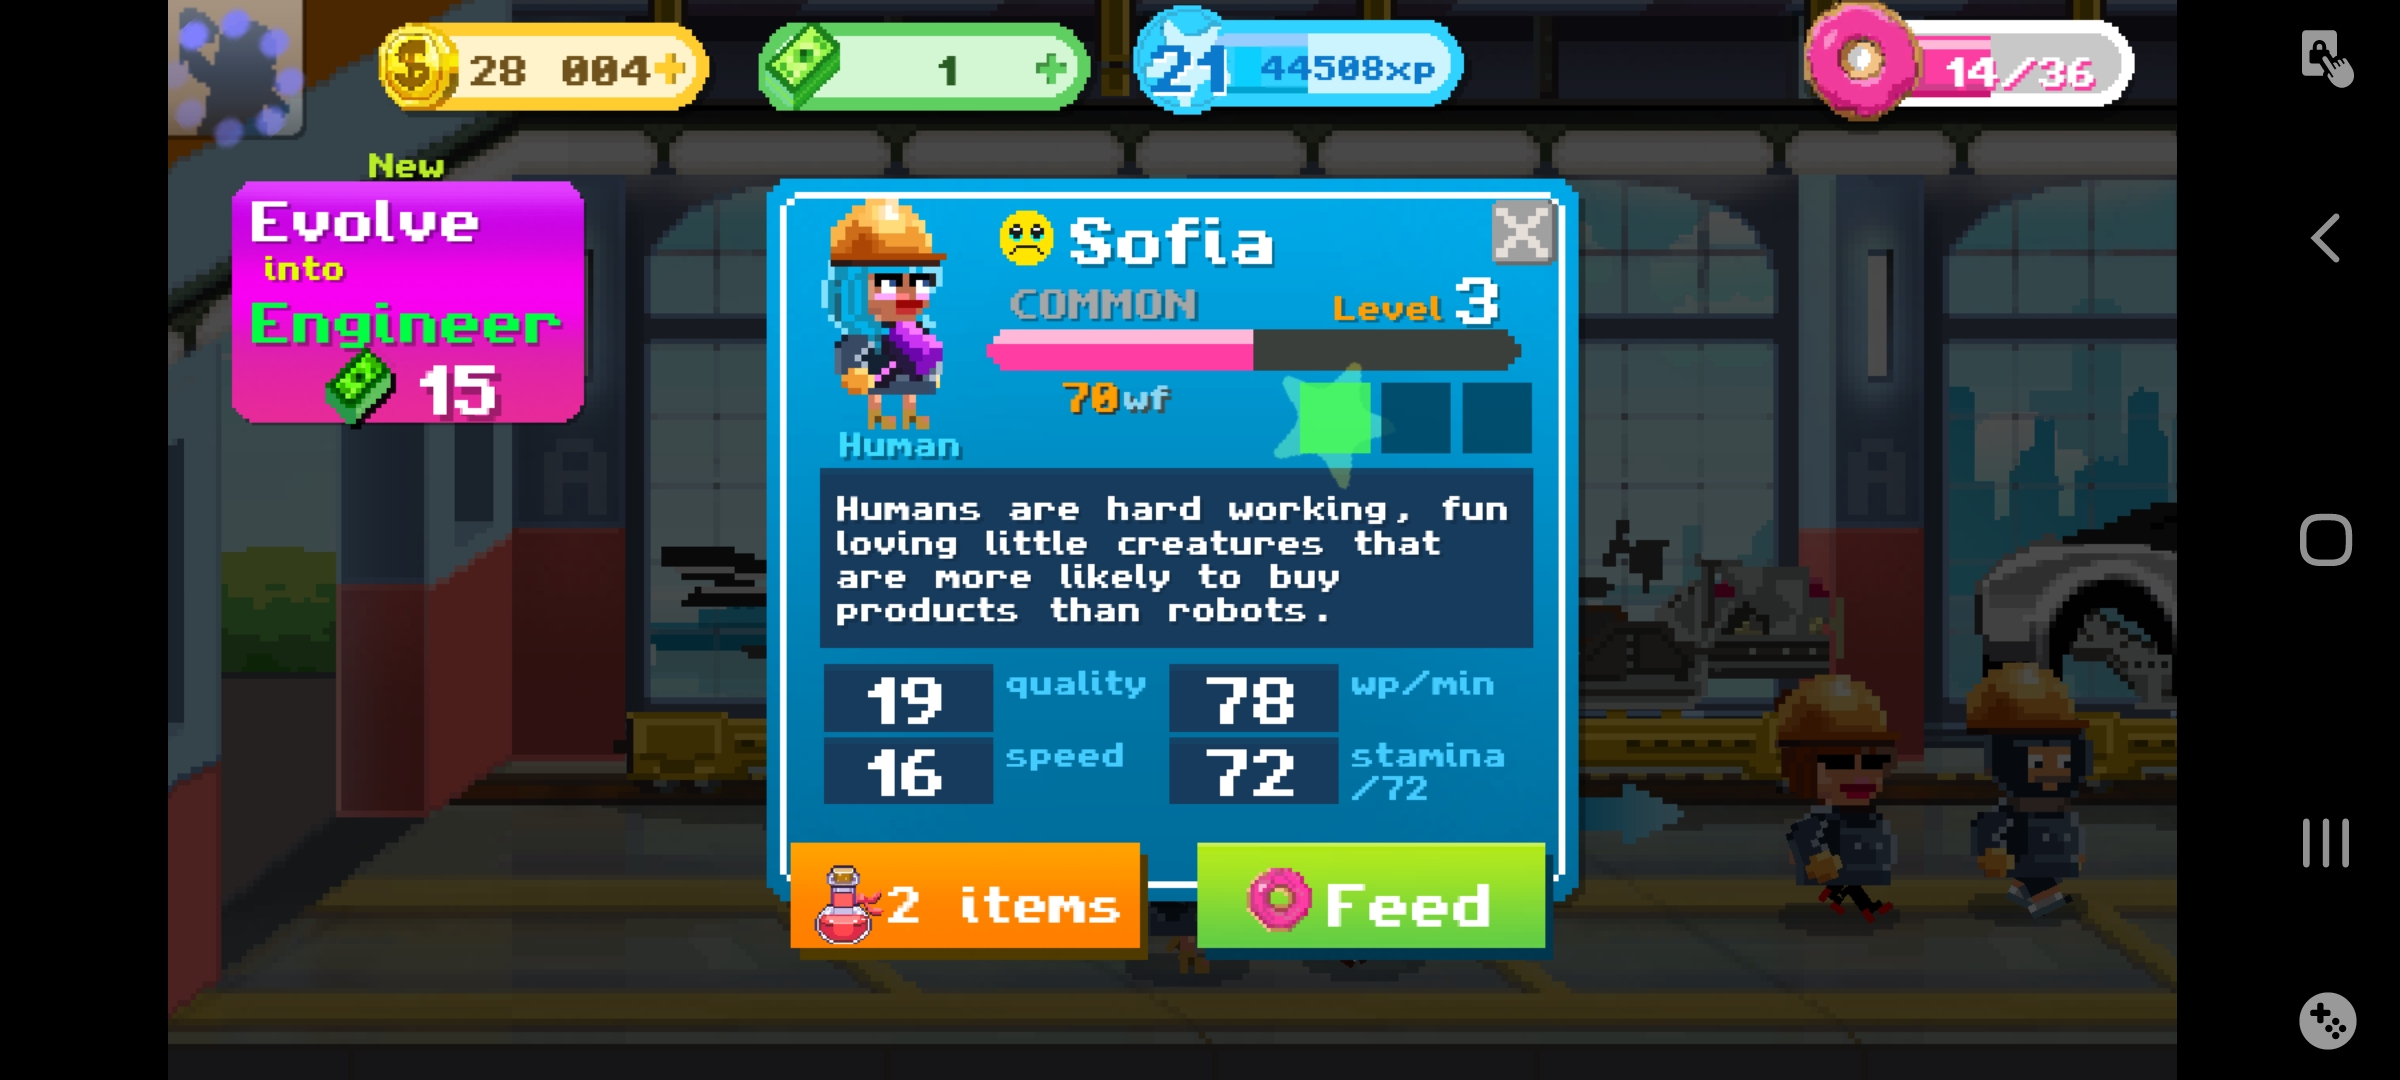 28 004+
1 +
21 44508xp
14/36
New
Evolve
into
Engineer
15
Sofia
COMMON
Level 3
70wf
Human
Humans are hard working, fun
loving little creatures that
are more likely to buy
products than robots.
19 quality
78 wp/min
16 speed
72 stamina
/72
2 items
Feed
A
A